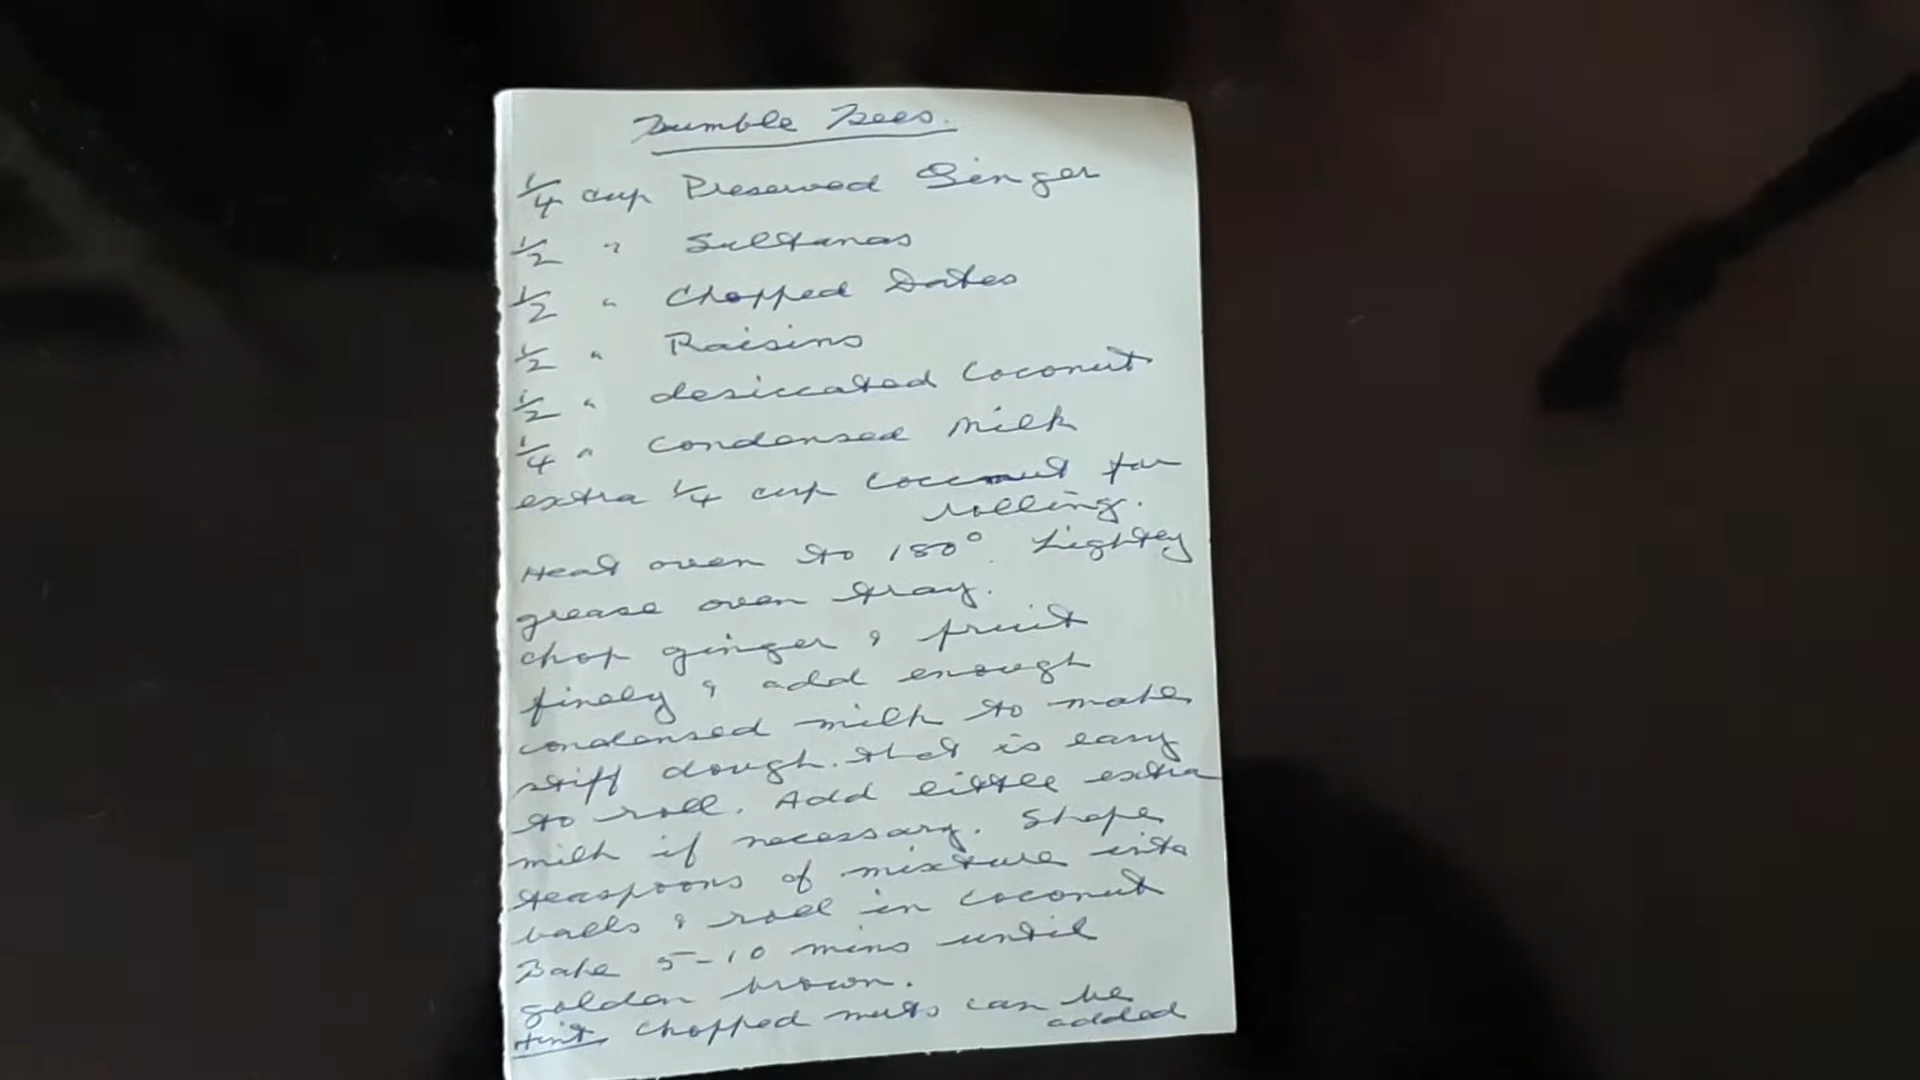 Bumble Bees.
1/4 cup Preserved Ginger
1/2 " Sultanas
1/2 " Chopped Dates
1/2 " Raisins
1/2 " desiccated Coconut
1/4 " condensed milk
extra 1/4 cup coconut for
rolling.
Heat oven to 180°. Lightly
grease oven tray.
chop ginger & fruit
finely & add enough
condensed milk to make
stiff dough. that is easy
to roll. Add little extra
milk if necessary. Shape
teaspoons of mixture into
balls & roll in coconut
Bake 5-10 mins until
golden brown.
Hint. Chopped nuts can be
added